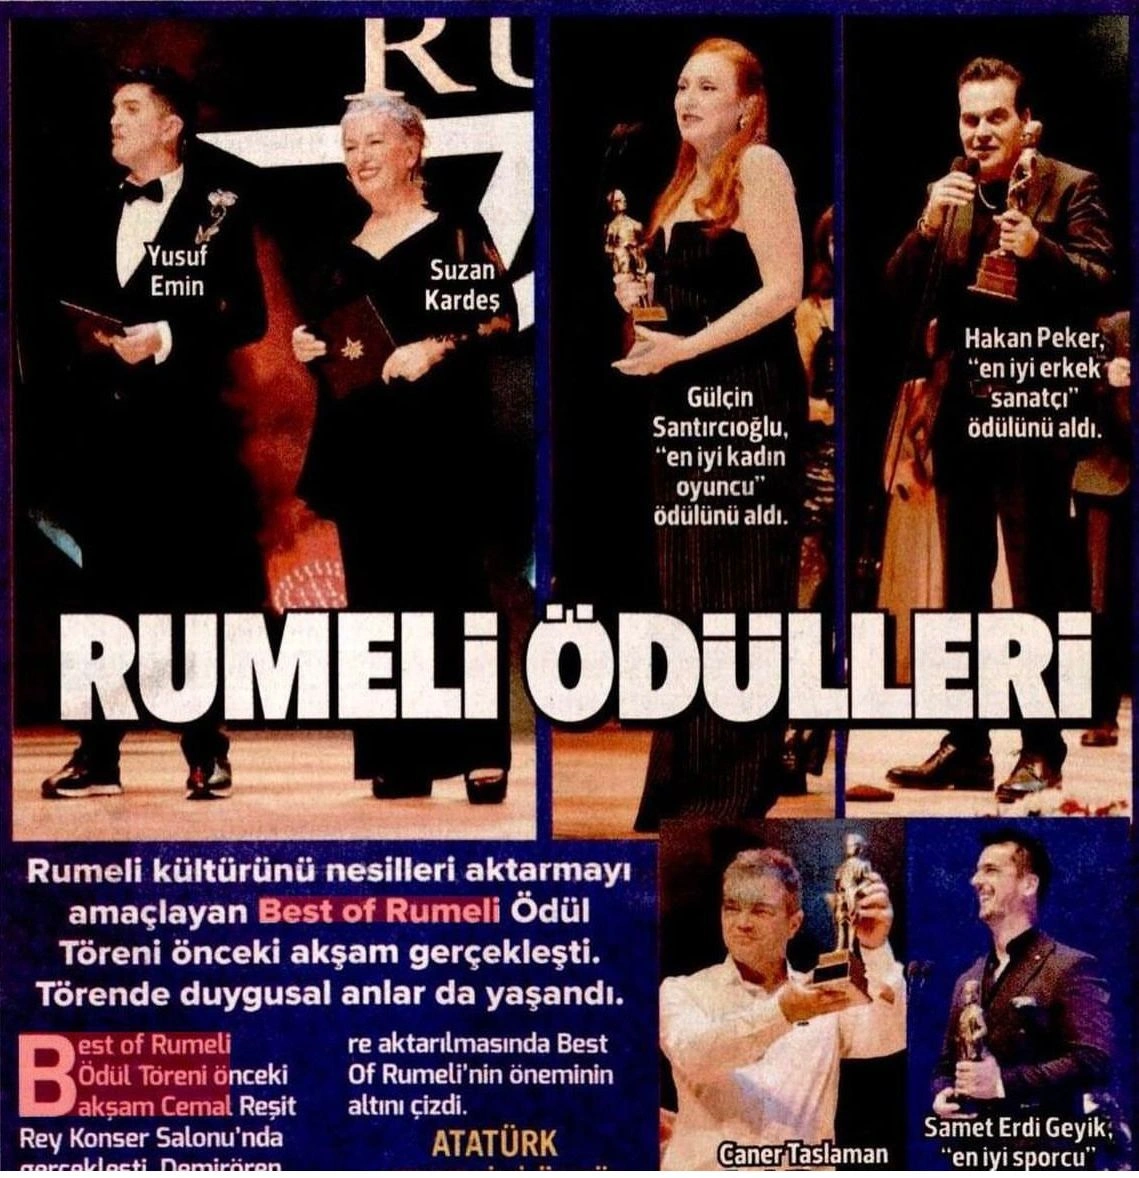 RU
Yusuf
Emin
Suzan
Kardeş
Gülçin
Santırcıoğlu,
"en iyi kadın
oyuncu"
ödülünü aldı.
Hakan Peker,
"en iyi erkek
sanatçı"
ödülünü aldı.
RUMELİ ÖDÜLLERİ
Rumeli kültürünü nesilleri aktarmayı
amaçlayan Best of Rumeli Ödül
Töreni önceki akşam gerçekleşti.
Törende duygusal anlar da yaşandı.
Best of Rumeli
Ödül Töreni önceki
akşam Cemal Reşit
Rey Konser Salonu'nda
gerçekleşti Demirören
re aktarılmasında Best
Of Rumeli'nin öneminin
altını çizdi.
ATATÜRK
Caner Taslaman
Samet Erdi Geyik,
"en iyi sporcu"